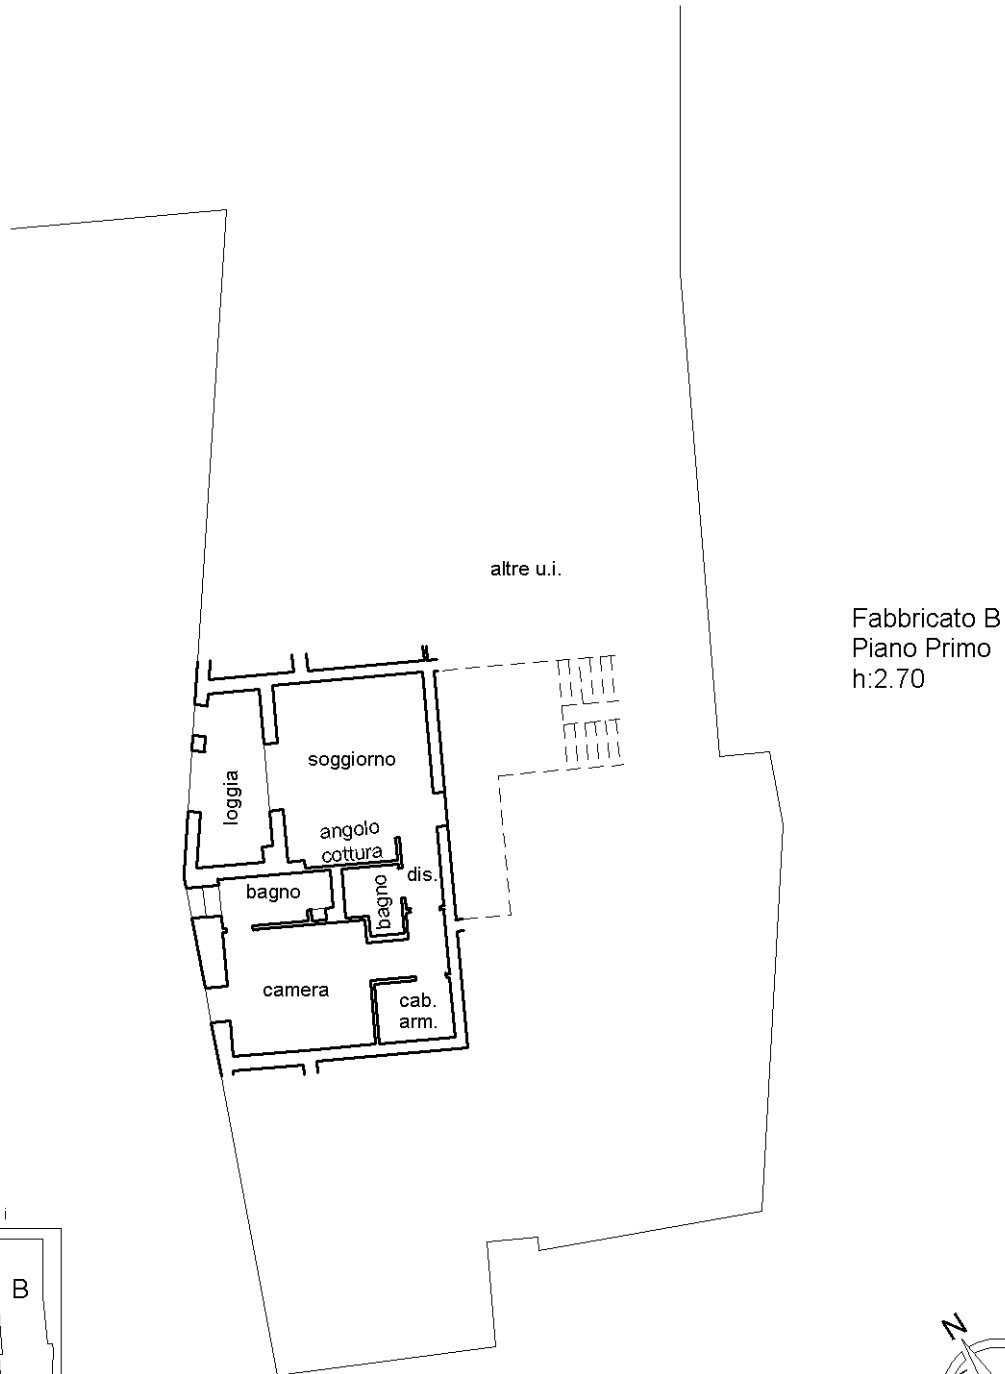 altre u.i.
Fabbricato B
Piano Primo
h:2.70
soggiorno
loggia
angolo
cottura
dis.
bagno
bagno
camera
cab.
arm.
i
B
N